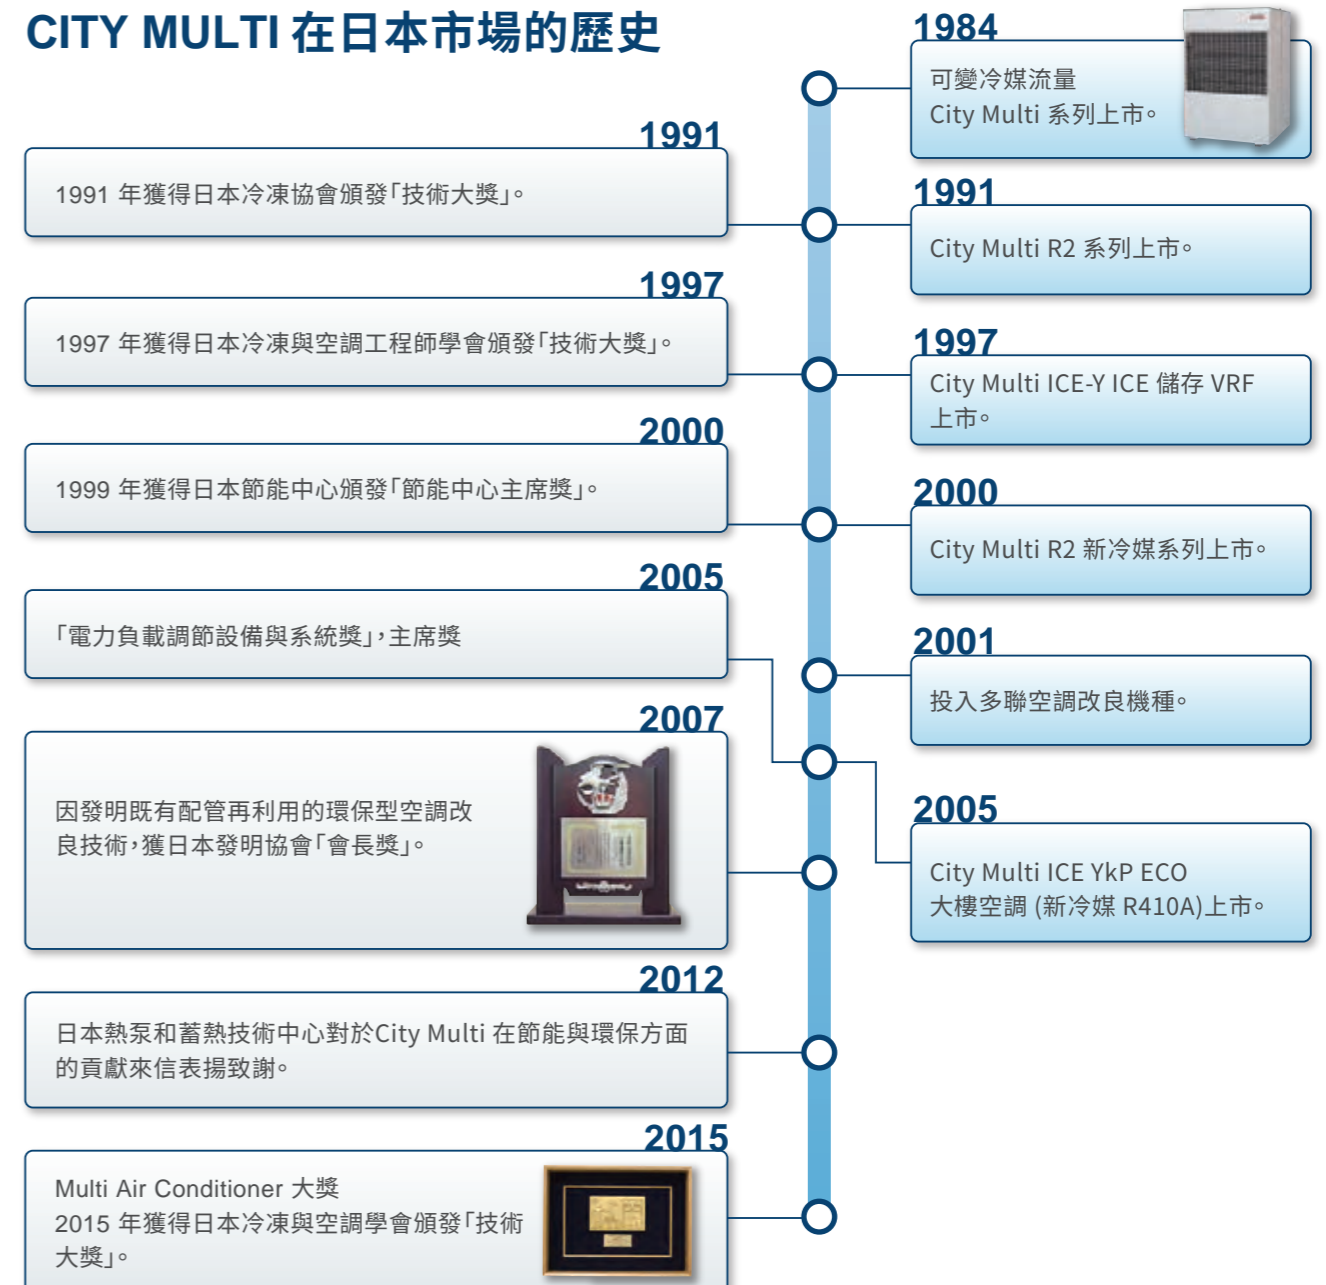 CITY MULTI 在日本市場的歷史
1984
可變冷媒流量
City Multi 系列上市。
1991
1991 年獲得日本冷凍協會頒發「技術大獎」。
1991
City Multi R2 系列上市。
1997
1997 年獲得日本冷凍與空調工程師學會頒發「技術大獎」。
1997
City Multi ICE-Y ICE 儲存 VRF
上市。
2000
1999 年獲得日本節能中心頒發「節能中心主席獎」。
2000
City Multi R2 新冷媒系列上市。
2001
投入多聯空調改良機種。
2005
「電力負載調節設備與系統獎」,主席獎
2005
City Multi ICE YkP ECO
大樓空調 (新冷媒 R410A)上市。
2007
因發明既有配管再利用的環保型空調改
良技術,獲日本發明協會「會長獎」。
2012
日本熱泵和蓄熱技術中心對於City Multi 在節能與環保方面
的貢獻來信表揚致謝。
2015
Multi Air Conditioner 大獎
2015 年獲得日本冷凍與空調學會頒發「技術
大獎」。